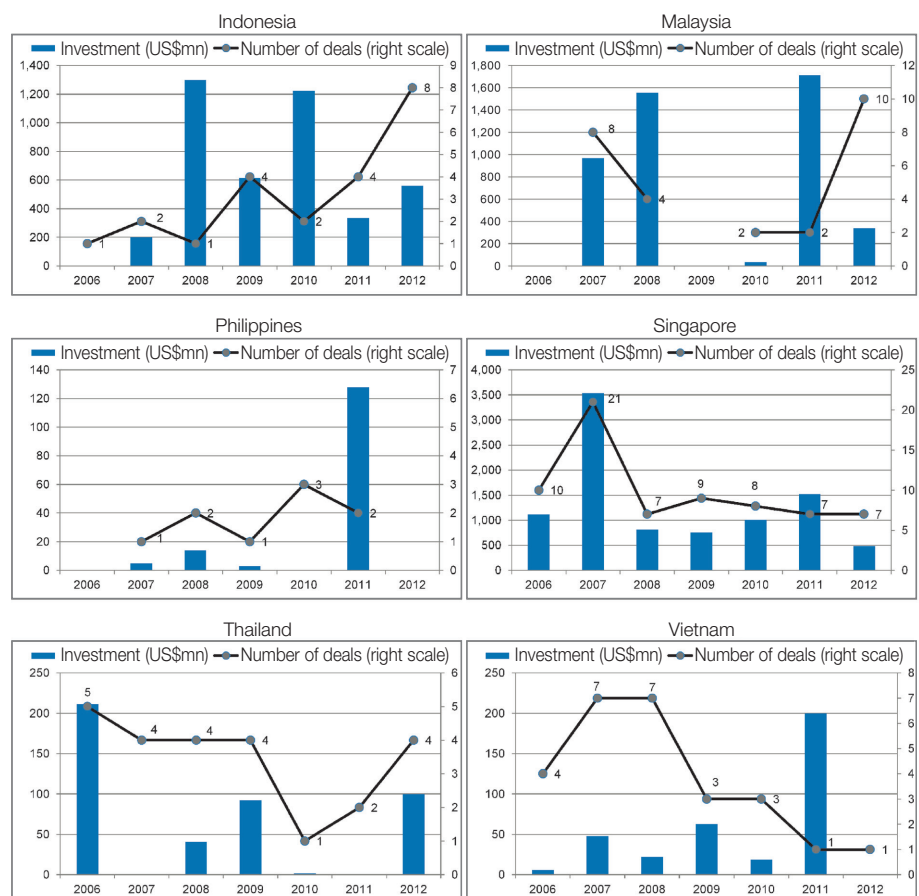 Indonesia
Investment (US$mn) Number of deals (right scale)
1,400 9
1,200 8
1,000 7
800 6
600 5
400 4
200 3
0 2
1
0
1 2 1 4 2 4 8
2006 2007 2008 2009 2010 2011 2012
Malaysia
Investment (US$mn) Number of deals (right scale)
1,800 12
1,600 10
1,400 8
1,200 6
1,000 4
800 2
600 0
400
200
0
8 4 2 2 10
2006 2007 2008 2009 2010 2011 2012
Philippines
Investment (US$mn) Number of deals (right scale)
140 7
120 6
100 5
80 4
60 3
40 2
20 1
0 0
1 2 1 3 2
2006 2007 2008 2009 2010 2011 2012
Singapore
Investment (US$mn) Number of deals (right scale)
4,000 25
3,500 20
3,000 15
2,500 10
2,000 5
1,500 0
1,000
500
0
10 21 7 9 8 7 7
2006 2007 2008 2009 2010 2011 2012
Thailand
Investment (US$mn) Number of deals (right scale)
250 6
200 5
150 4
100 3
50 2
0 1
0
5 4 4 4 1 2 4
2006 2007 2008 2009 2010 2011 2012
Vietnam
Investment (US$mn) Number of deals (right scale)
250 8
200 7
150 6
100 5
50 4
0 3
2
1
0
4 7 7 3 3 1 1
2006 2007 2008 2009 2010 2011 2012